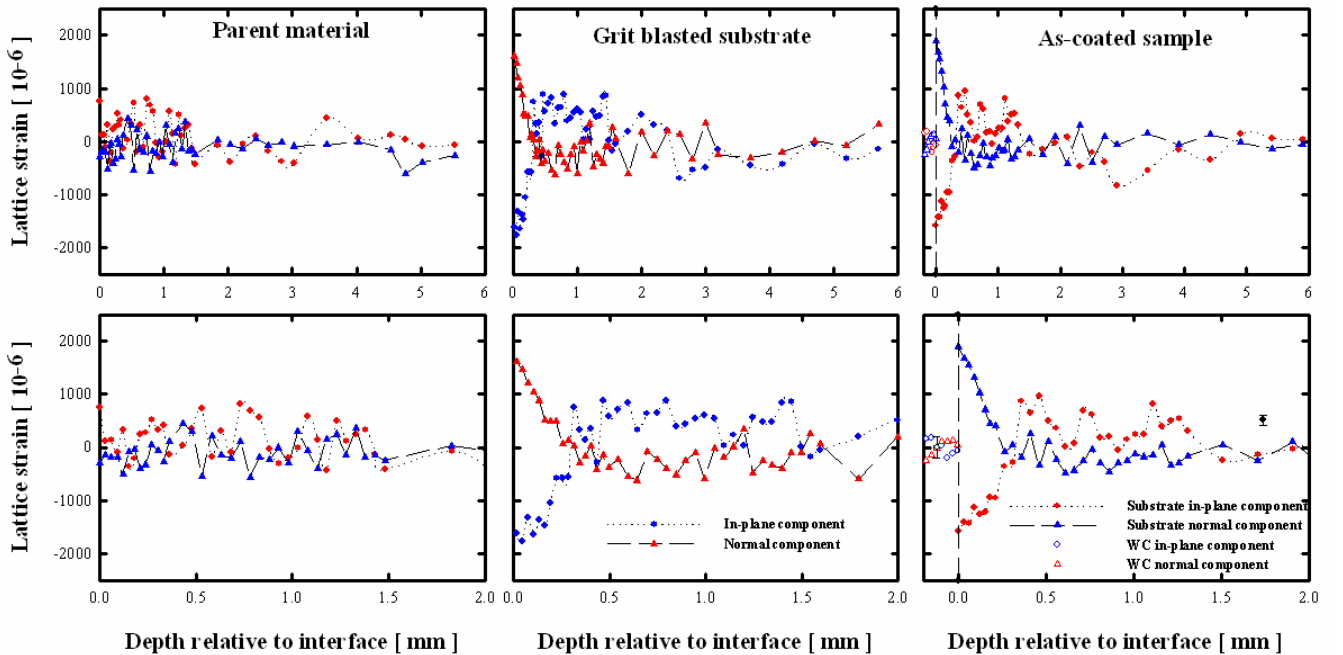 Parent material
Grit blasted substrate
As-coated sample
Lattice strain [ 10⁻⁶ ]
2000
1000
0
-1000
-2000
0 1 2 3 4 5 6
0 1 2 3 4 5 6
0 1 2 3 4 5 6
Lattice strain [ 10⁻⁶ ]
2000
1000
0
-1000
-2000
In-plane component
Normal component
Substrate in-plane component
Substrate normal component
WC in-plane component
WC normal component
0.0 0.5 1.0 1.5 2.0
0.0 0.5 1.0 1.5 2.0
0.0 0.5 1.0 1.5 2.0
Depth relative to interface [ mm ]
Depth relative to interface [ mm ]
Depth relative to interface [ mm ]